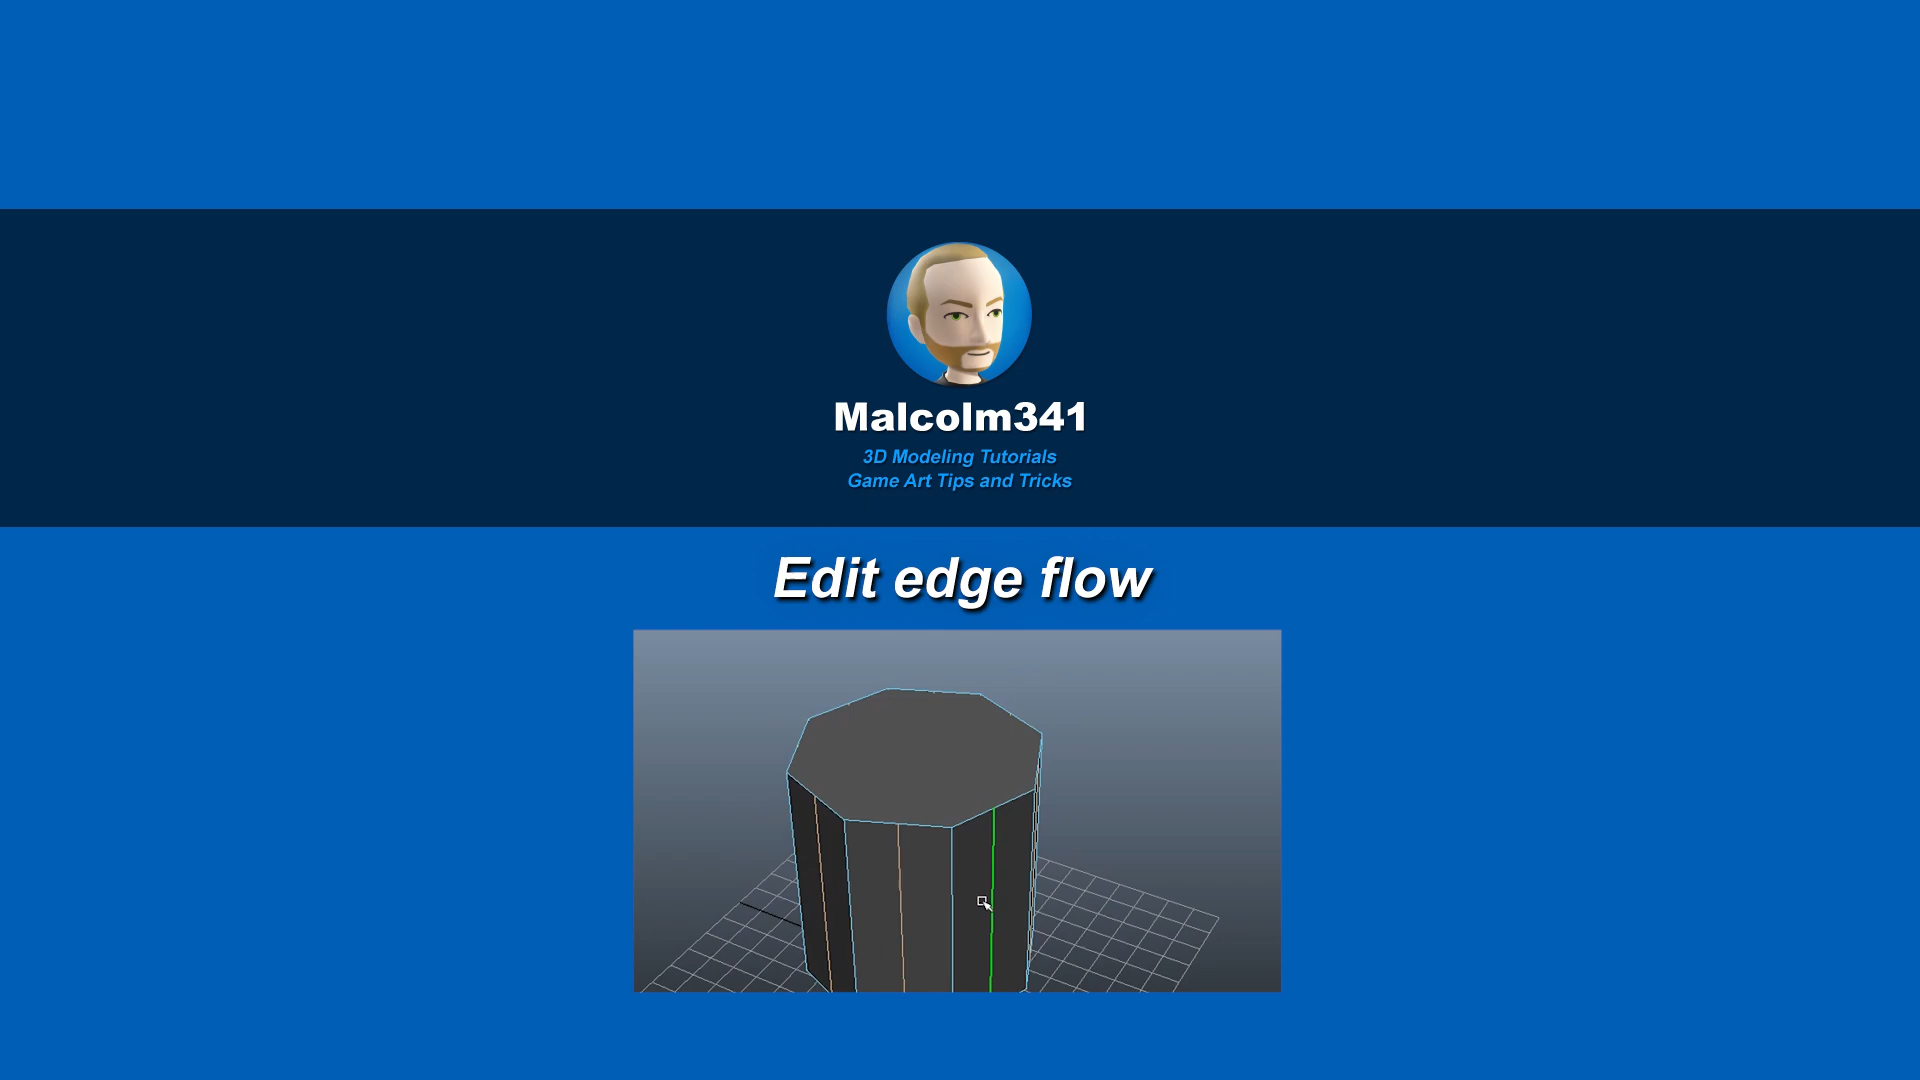 Malcolm341
3D Modeling Tutorials
Game Art Tips and Tricks
Edit edge flow